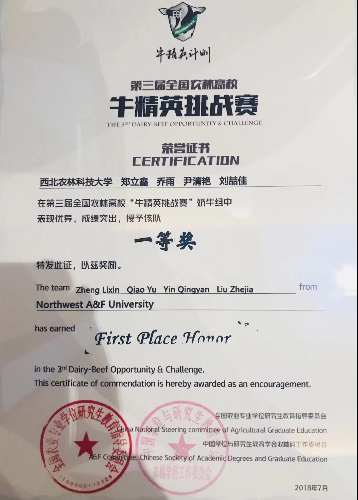 牛精英计划
第三届全国农林高校
牛精英挑战赛
THE 3RD DAIRY-BEEF OPPORTUNITY & CHALLENGE
荣誉证书
CERTIFICATION
西北农林科技大学 郑立鑫 乔雨 尹清艳 刘喆佳
在第三届全国农林高校“牛精英挑战赛”奶牛组中
表现优秀，成绩突出，授予该队
一等奖
特发此证，以兹奖励。
The team Zheng Lixin Qiao Yu Yin Qingyan Liu Zhejia from
Northwest A&F University
has earned
First Place Honor
in the 3rd Dairy-Beef Opportunity & Challenge.
This certificate of commendation is hereby awarded as an encouragement.
全国农业专业学位研究生教育指导委员会
China National Steering committee of Agricultural Graduate Education
中国学位与研究生教育学会农林学科工作委员会
A&F Committee, Chinese Society of Academic Degrees and Graduate Education
2018年7月